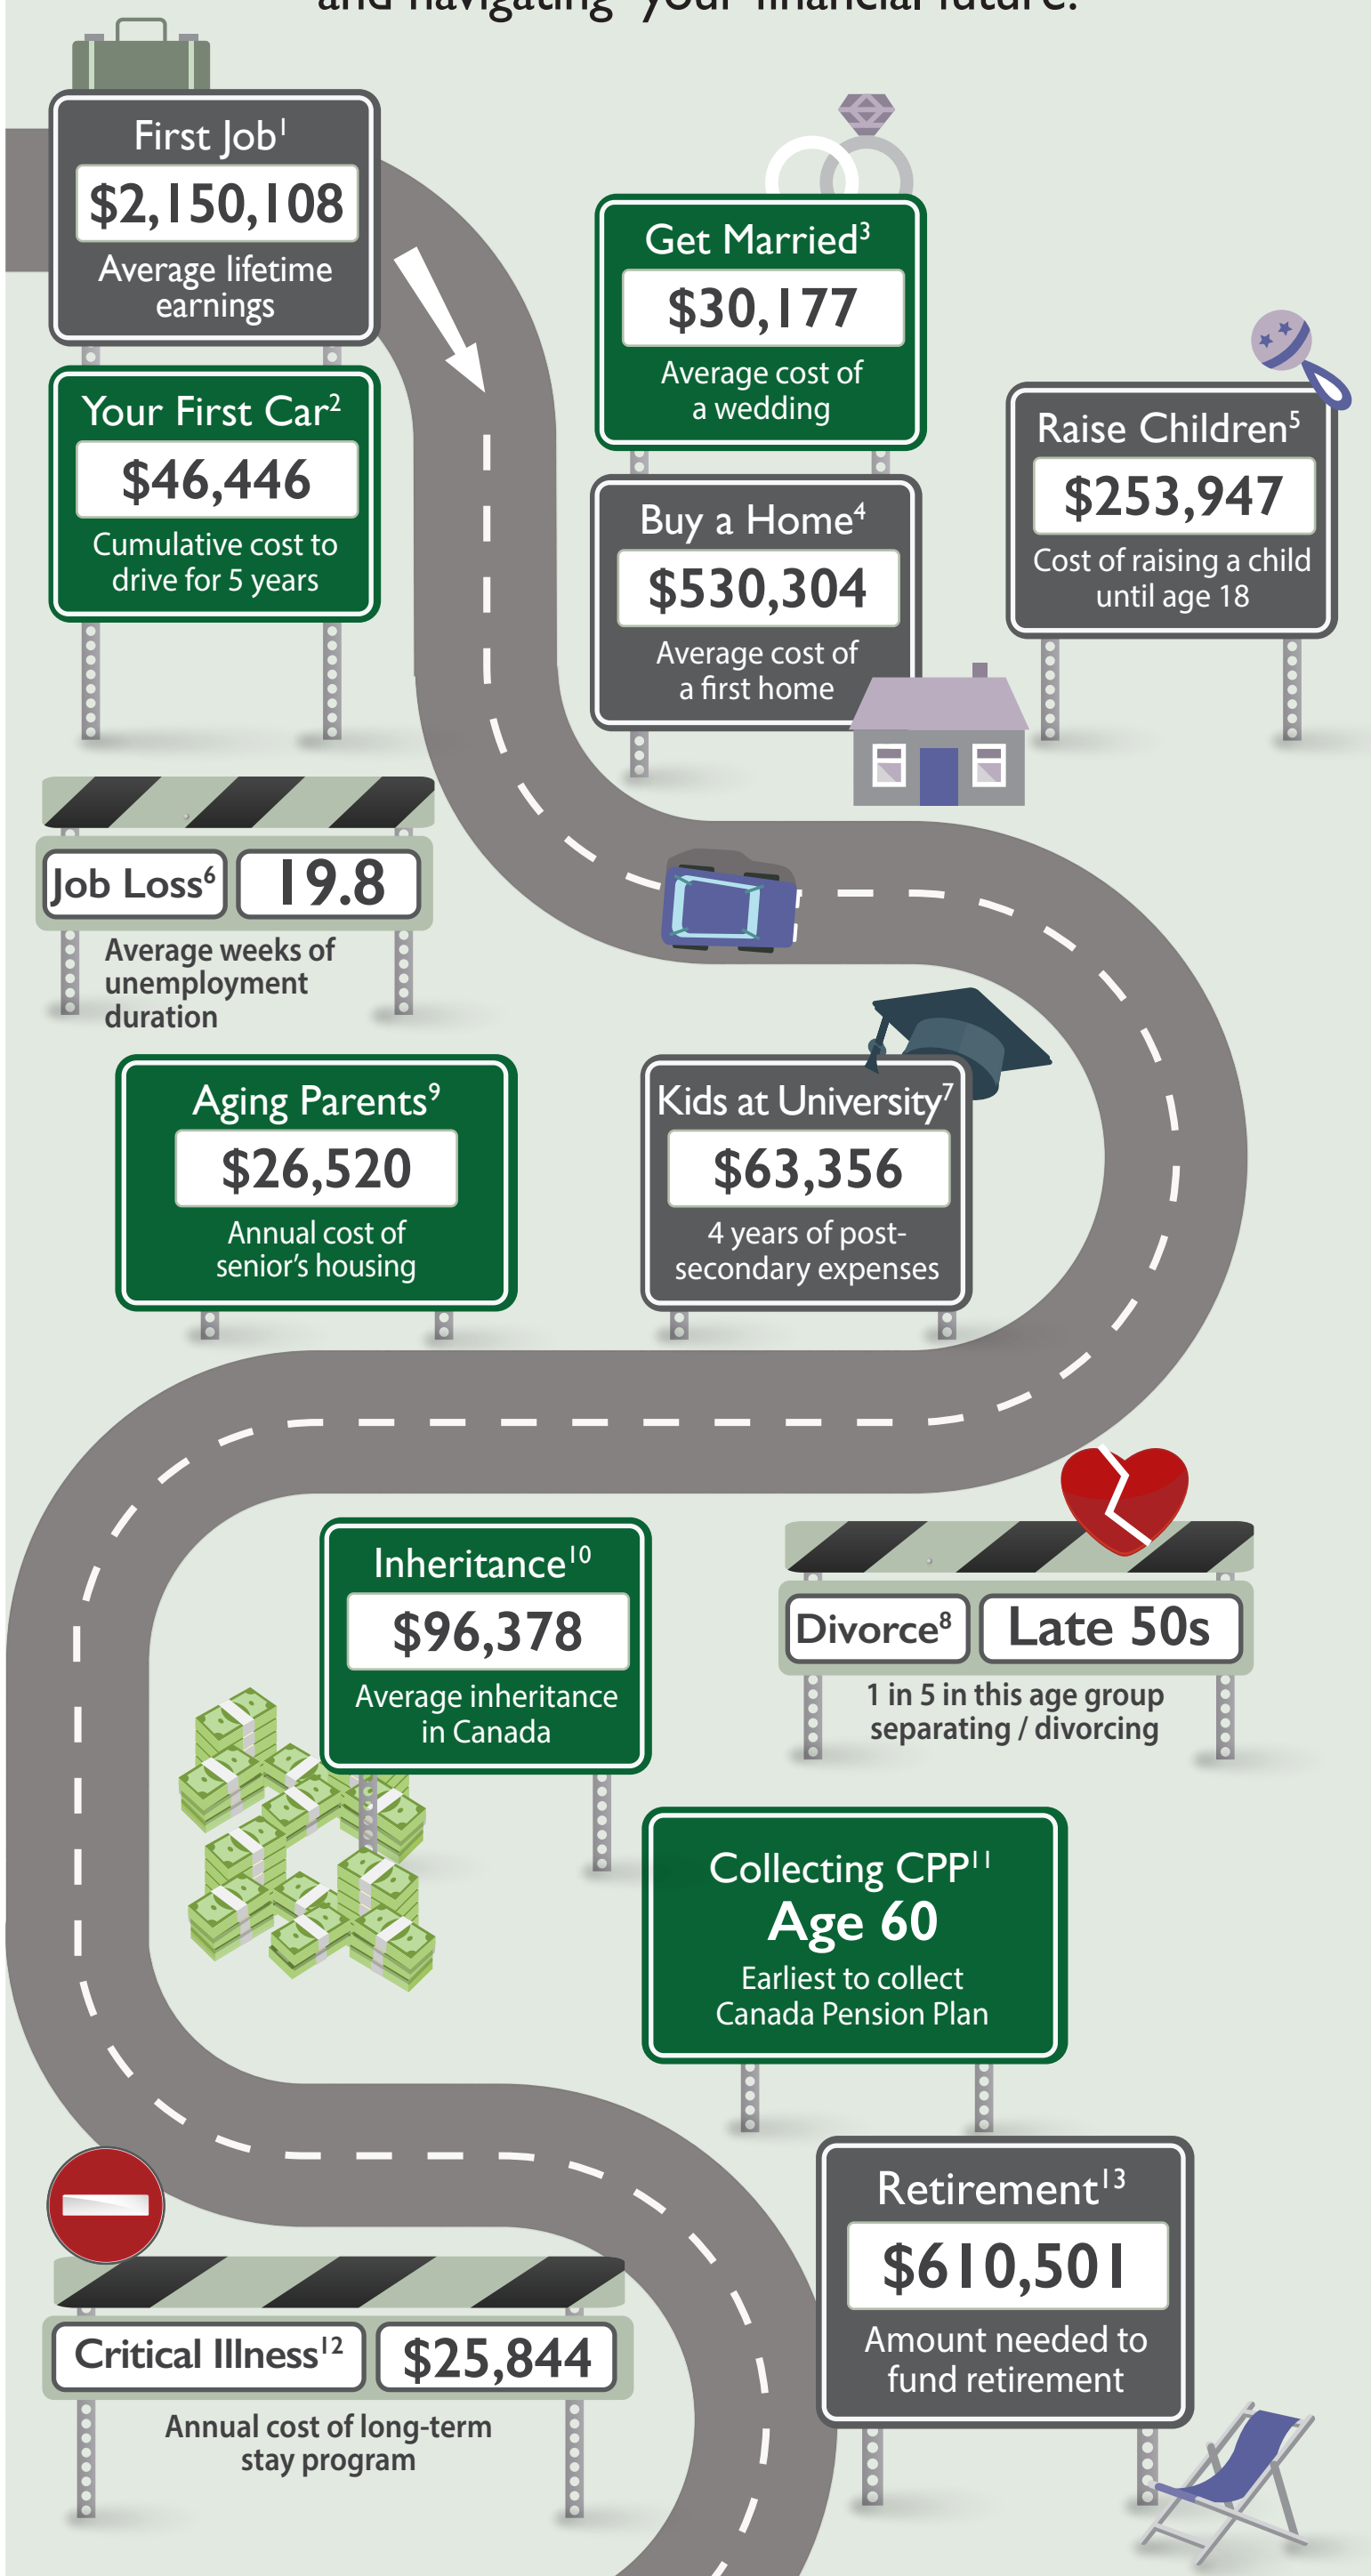 and navigating your financial future.
First Job1
$2,150,108
Average lifetime
earnings
Your First Car2
$46,446
Cumulative cost to
drive for 5 years
Get Married3
$30,177
Average cost of
a wedding
Buy a Home4
$530,304
Average cost of
a first home
Raise Children5
$253,947
Cost of raising a child
until age 18
Job Loss6
19.8
Average weeks of
unemployment
duration
Aging Parents9
$26,520
Annual cost of
senior’s housing
Kids at University7
$63,356
4 years of post-
secondary expenses
Inheritance10
$96,378
Average inheritance
in Canada
Divorce8
Late 50s
1 in 5 in this age group
separating / divorcing
Collecting CPP11
Age 60
Earliest to collect
Canada Pension Plan
Retirement13
$610,501
Amount needed to
fund retirement
Critical Illness12
$25,844
Annual cost of long-term
stay program